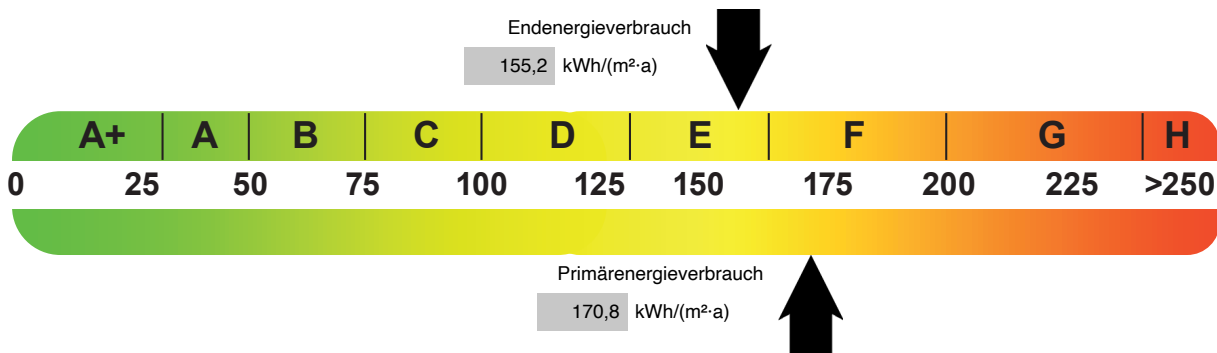 Endenergieverbrauch
155,2 kWh/(m²·a)
A+ A B C D E F G H
0 25 50 75 100 125 150 175 200 225 >250
Primärenergieverbrauch
170,8 kWh/(m²·a)